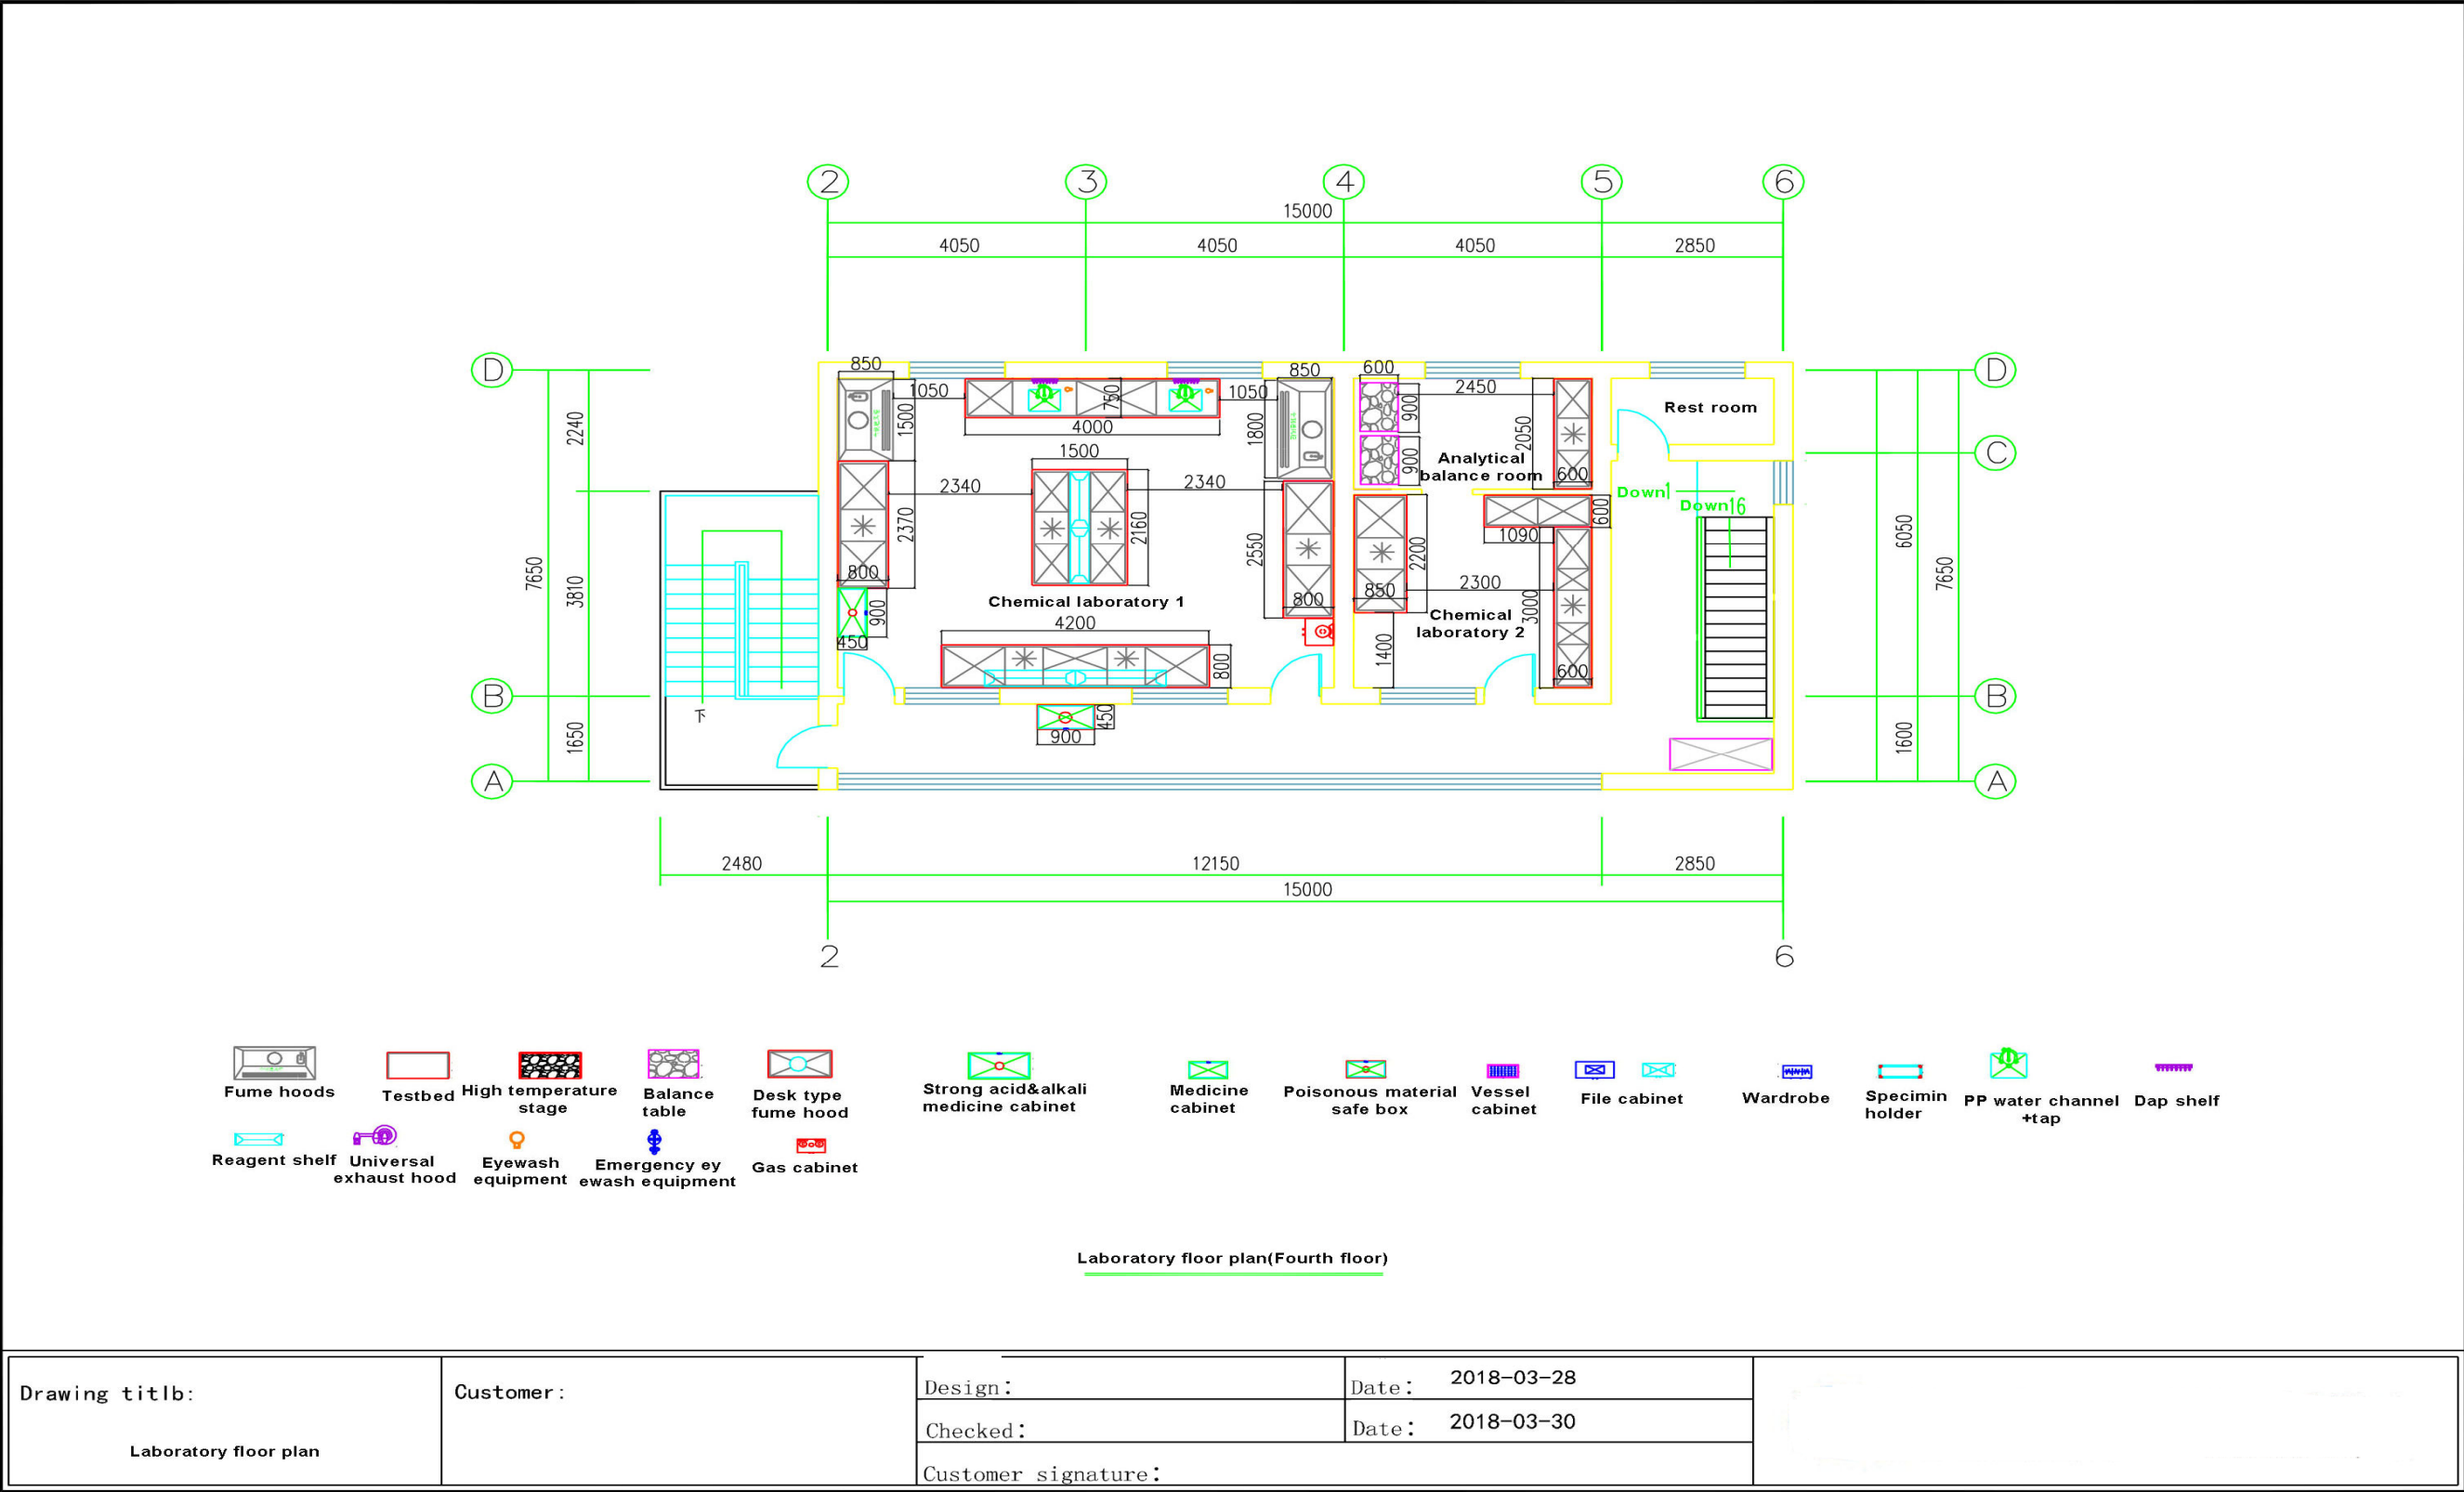 2 3 4 5 6
15000
4050 4050 4050 2850
D D
850 850 600
1050 750 1050 2450
Rest room
1500 4000 1800 900 2050
2240
C
1500
Analytical
balance room
900 600
2340 2340
Down1
Down16
2370 2160 2550 2200 1090 600
7650 3810 6050 7650
800 800 850 2300
Chemical laboratory 1
900 3000
Chemical
laboratory 2
4200
450 800 1400 600
B B
下
450
900
1650 1600
A A
2480 12150 2850
15000
2 6
Fume hoods
Testbed
High temperature
stage
Balance
table
Desk type
fume hood
Strong acid&alkali
medicine cabinet
Medicine
cabinet
Poisonous material
safe box
Vessel
cabinet
File cabinet
Wardrobe
Specimin
holder
PP water channel
+tap
Dap shelf
Reagent shelf
Universal
exhaust hood
Eyewash
equipment
Emergency ey
ewash equipment
Gas cabinet
Laboratory floor plan(Fourth floor)
Drawing titlb:
Laboratory floor plan
Customer:
Design:
Date: 2018-03-28
Checked:
Date: 2018-03-30
Customer signature: